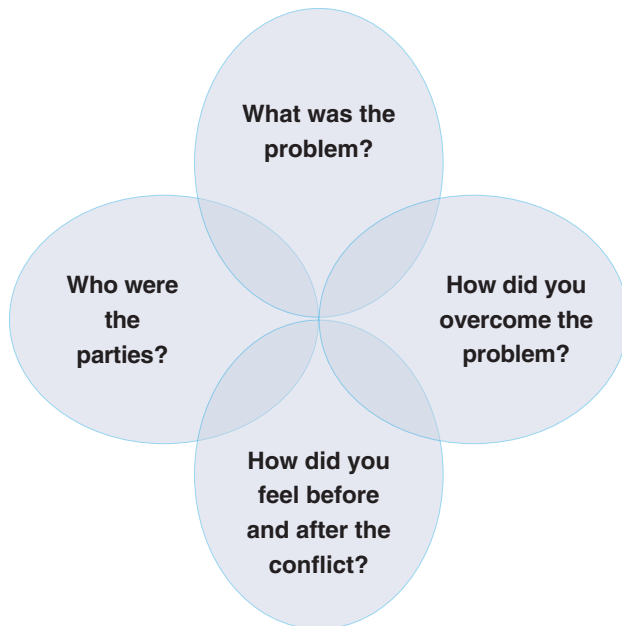 What was the
problem?
Who were
the
parties?
How did you
overcome the
problem?
How did you
feel before
and after the
conflict?